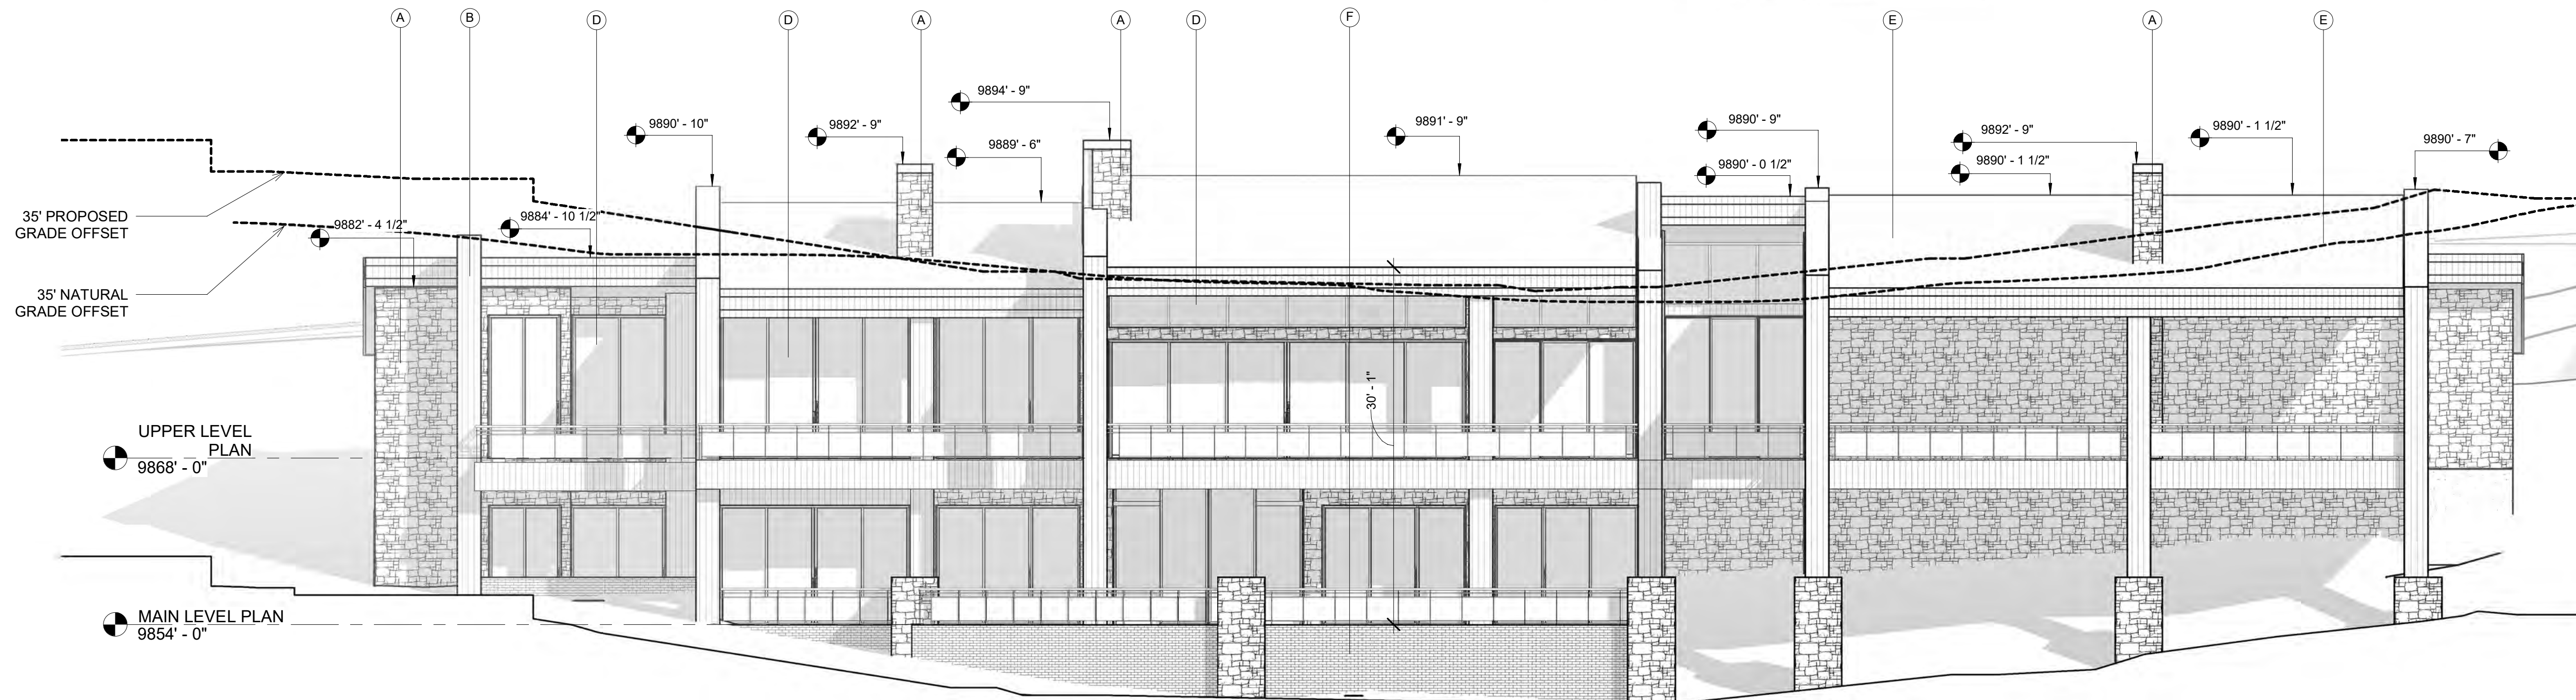 A B D D A A D F E A E
9894' - 9"
9890' - 10"
9892' - 9"
9889' - 6"
9891' - 9"
9890' - 9"
9890' - 0 1/2"
9892' - 9"
9890' - 1 1/2"
9890' - 1 1/2"
9890' - 7"
35' PROPOSED
GRADE OFFSET
9882' - 4 1/2"
9884' - 10 1/2"
35' NATURAL
GRADE OFFSET
30' - 1"
UPPER LEVEL
PLAN
9868' - 0"
MAIN LEVEL PLAN
9854' - 0"